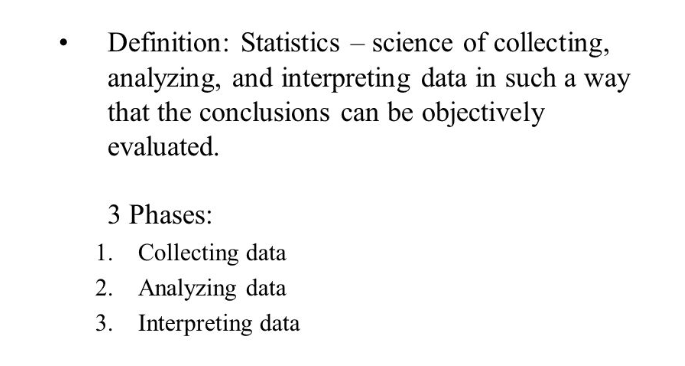 • Definition: Statistics – science of collecting,
analyzing, and interpreting data in such a way
that the conclusions can be objectively
evaluated.
3 Phases:
1. Collecting data
2. Analyzing data
3. Interpreting data